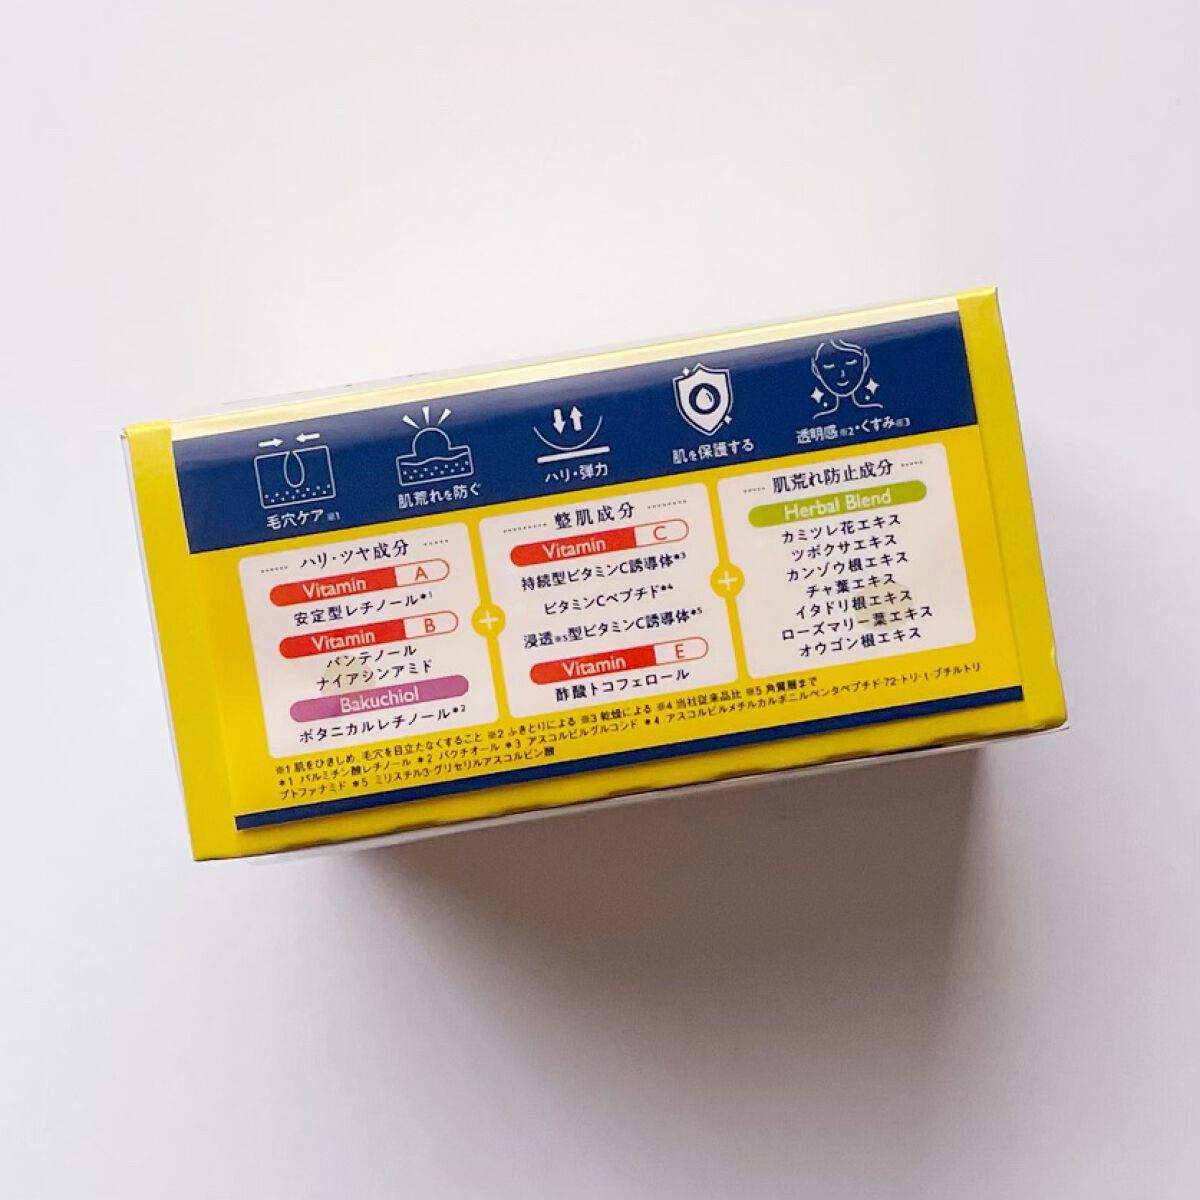 毛穴ケア※1
肌荒れを防ぐ
ハリ・弾力
肌を保護する
透明感※2・くすみ※3
ハリ・ツヤ成分
Vitamin A
安定型レチノール*1
Vitamin B
パンテノール
ナイアシンアミド
Bakuchiol
ボタニカルレチノール*2
+
整肌成分
Vitamin C
持続型ビタミンC誘導体*3
ビタミンCペプチド*4
浸透※5型ビタミンC誘導体*5
Vitamin E
酢酸トコフェロール
+
肌荒れ防止成分
Herbal Blend
カミツレ花エキス
ツボクサエキス
カンゾウ根エキス
チャ葉エキス
イタドリ根エキス
ローズマリー葉エキス
オウゴン根エキス
※1 肌をひきしめ、毛穴を目立たなくすること ※2 ふきとりによる ※3 乾燥による ※4 当社従来品比 ※5 角質層まで
*1 パルミチン酸レチノール *2 バクチオール *3 アスコルビルグルコシド *4 アスコルビルメチルカルボニルペンタペプチド-72-トリ-t-ブチルトリ
プトファナミド *5 ミリスチル3-グリセリルアスコルビン酸